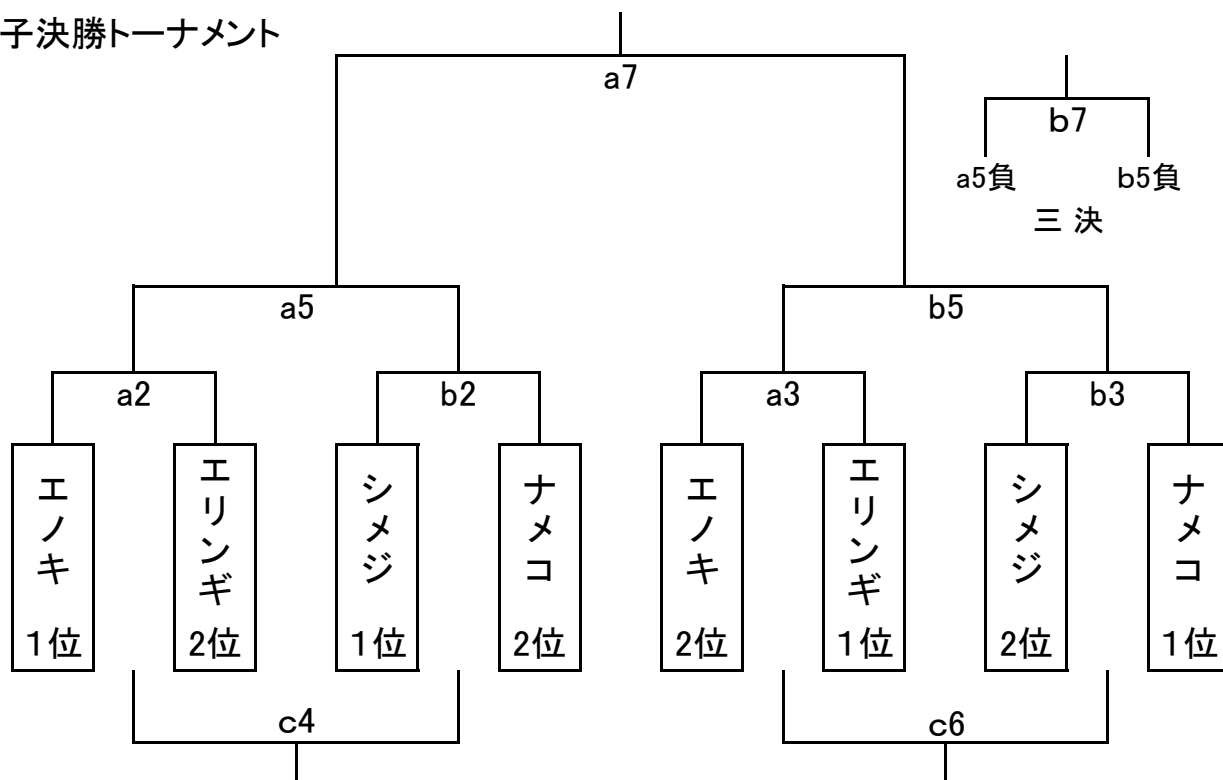 子決勝トーナメント
a7
b7
a5負 b5負
三 決
a5 b5
a2 b2 a3 b3
エノキ 1位
エリンギ 2位
シメジ 1位
ナメコ 2位
エノキ 2位
エリンギ 1位
シメジ 2位
ナメコ 1位
c4 c6